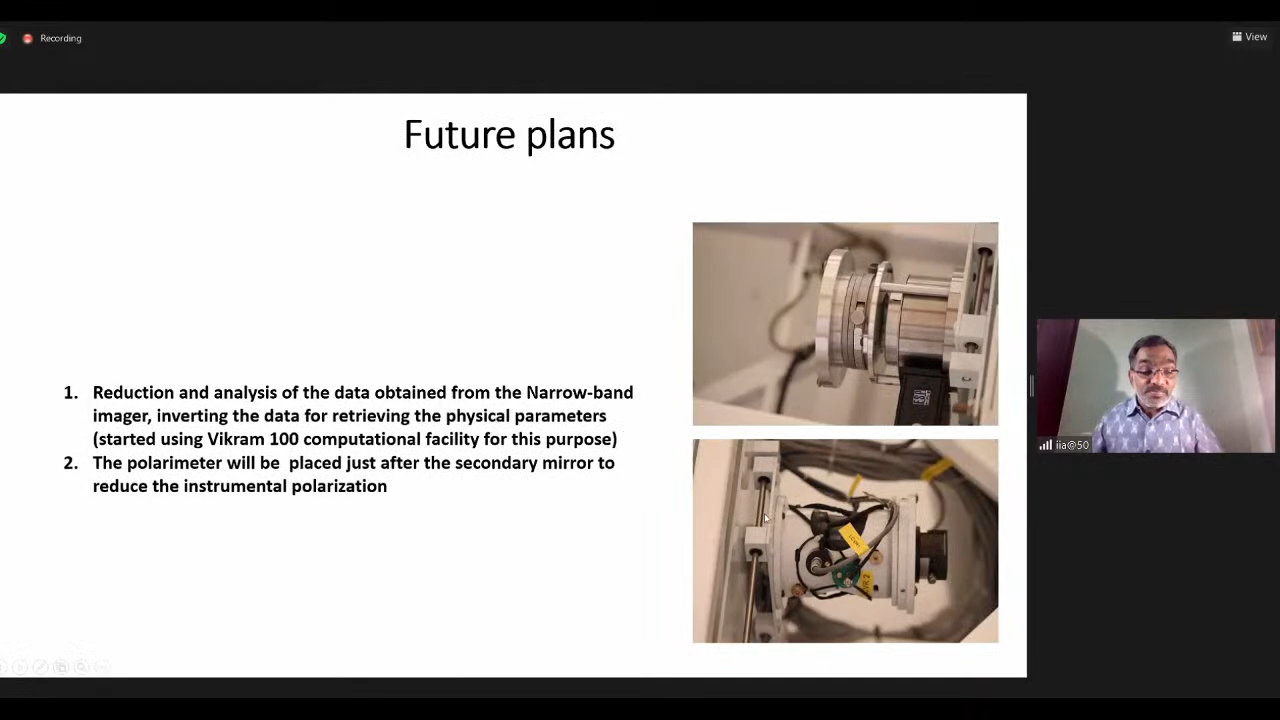 Recording
View
Future plans
1. Reduction and analysis of the data obtained from the Narrow-band
imager, inverting the data for retrieving the physical parameters
(started using Vikram 100 computational facility for this purpose)
2. The polarimeter will be placed just after the secondary mirror to
reduce the instrumental polarization
iia@50